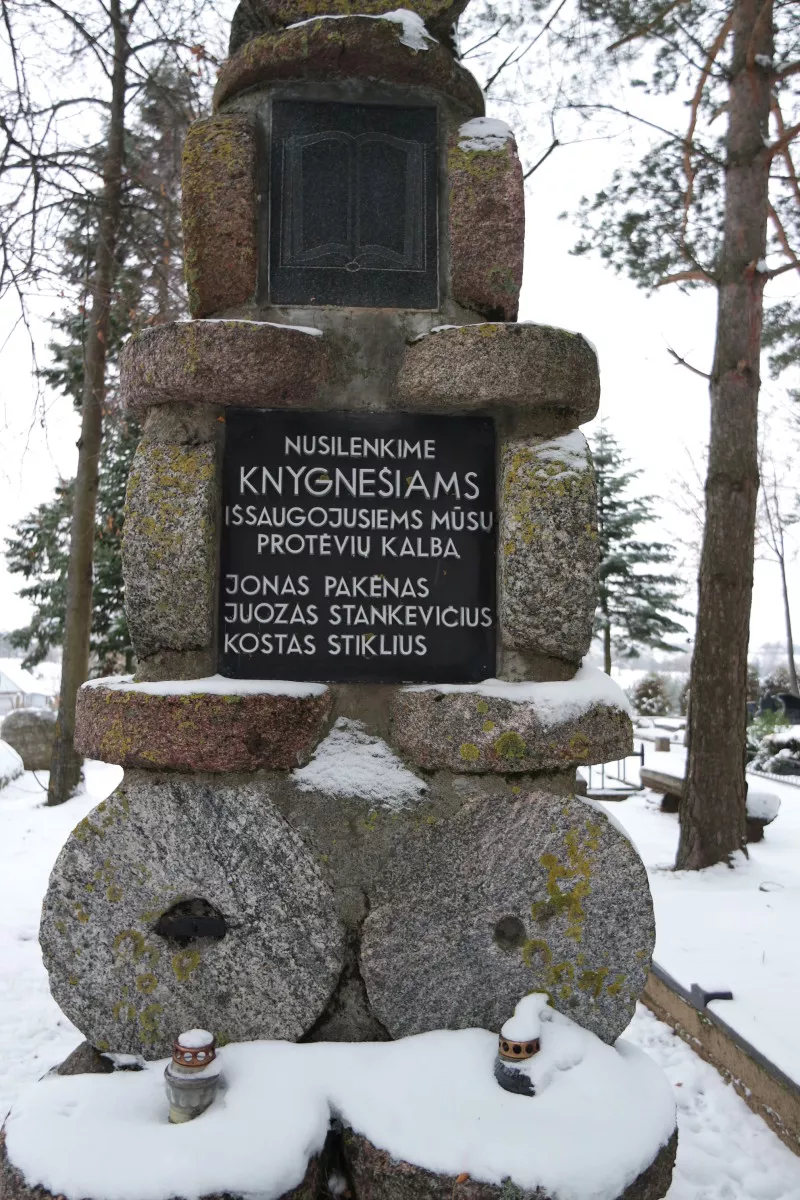 NUSILENKIME
KNYGNEŠIAMS
IŠSAUGOJUSIEMS MŪSŲ
PROTĖVIŲ KALBA
JONAS PAKĖNAS
JUOZAS STANKEVIČIUS
KOSTAS STIKLIUS